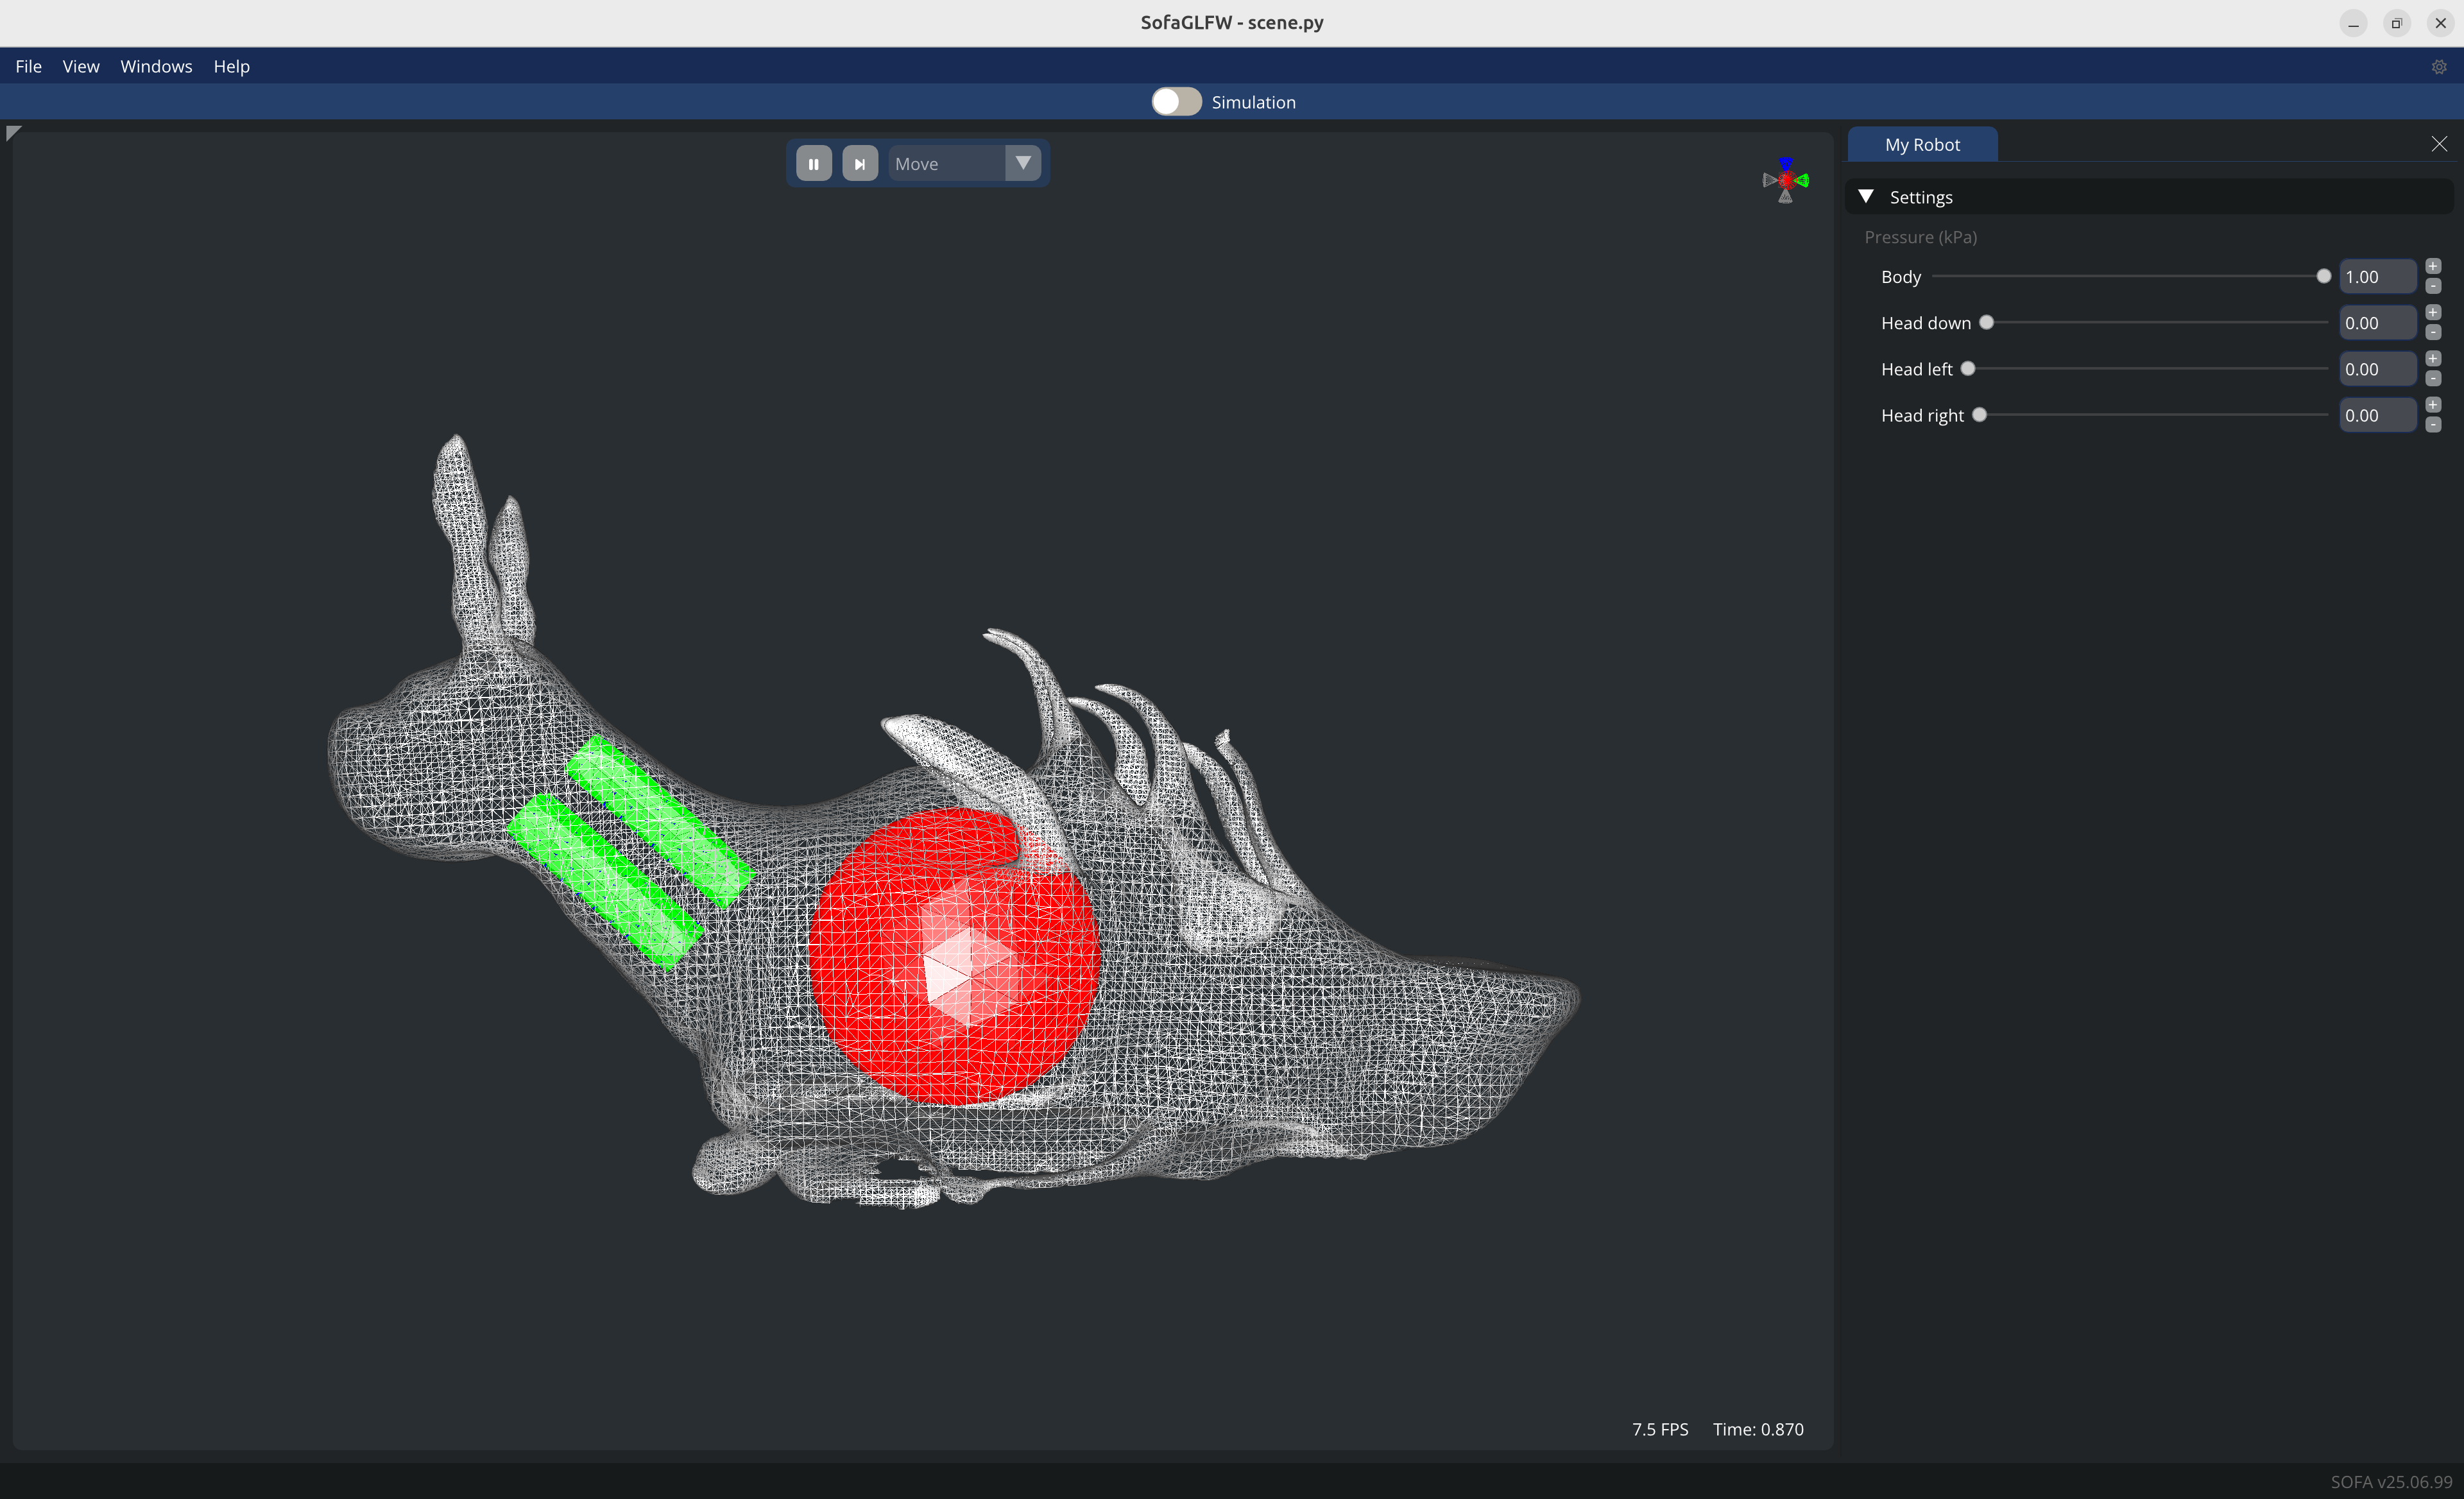 SofaGLFW - scene.py
File View Windows Help
Simulation
Move
My Robot
Settings
Pressure (kPa)
Body 1.00
Head down 0.00
Head left 0.00
Head right 0.00
7.5 FPS Time: 0.870
SOFA v25.06.99